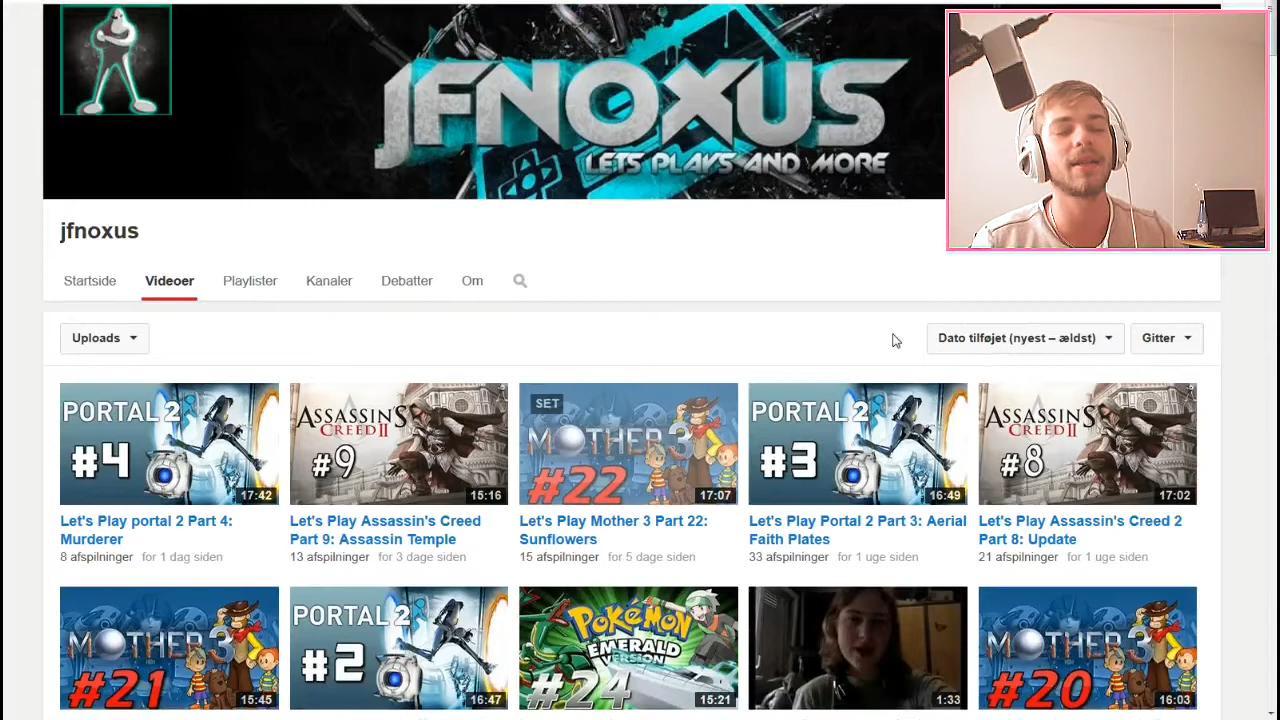 JFNOXUS
LETS PLAYS AND MORE
jfnoxus
Startside Videoer Playlister Kanaler Debatter Om
Uploads Dato tilføjet (nyest – ældst) Gitter
PORTAL 2
#4
17:42
ASSASSIN'S
CREED II
#9
15:16
SET
MOTHER 3
#22
17:07
PORTAL 2
#3
16:49
ASSASSIN'S
CREED II
#8
17:02
Let's Play portal 2 Part 4:
Murderer
8 afspilninger for 1 dag siden
Let's Play Assassin's Creed
Part 9: Assassin Temple
13 afspilninger for 3 dage siden
Let's Play Mother 3 Part 22:
Sunflowers
15 afspilninger for 5 dage siden
Let's Play Portal 2 Part 3: Aerial
Faith Plates
33 afspilninger for 1 uge siden
Let's Play Assassin's Creed 2
Part 8: Update
21 afspilninger for 1 uge siden
MOTHER 3
#21
15:45
PORTAL 2
#2
16:47
POKéMON
EMERALD
VERSION
#24
15:21
1:33
MOTHER 3
#20
16:03